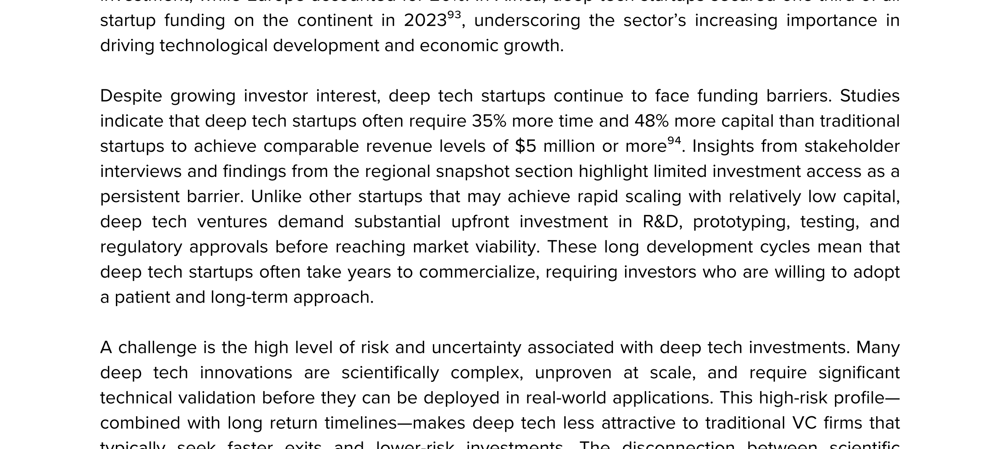 investment, while Europe accounted for 20%. In Africa, deep tech startups secured one-third of all
startup funding on the continent in 2023⁹³, underscoring the sector’s increasing importance in
driving technological development and economic growth.
Despite growing investor interest, deep tech startups continue to face funding barriers. Studies
indicate that deep tech startups often require 35% more time and 48% more capital than traditional
startups to achieve comparable revenue levels of $5 million or more⁹⁴. Insights from stakeholder
interviews and findings from the regional snapshot section highlight limited investment access as a
persistent barrier. Unlike other startups that may achieve rapid scaling with relatively low capital,
deep tech ventures demand substantial upfront investment in R&D, prototyping, testing, and
regulatory approvals before reaching market viability. These long development cycles mean that
deep tech startups often take years to commercialize, requiring investors who are willing to adopt
a patient and long-term approach.
A challenge is the high level of risk and uncertainty associated with deep tech investments. Many
deep tech innovations are scientifically complex, unproven at scale, and require significant
technical validation before they can be deployed in real-world applications. This high-risk profile—
combined with long return timelines—makes deep tech less attractive to traditional VC firms that
typically seek faster exits and lower-risk investments. The disconnection between scientific